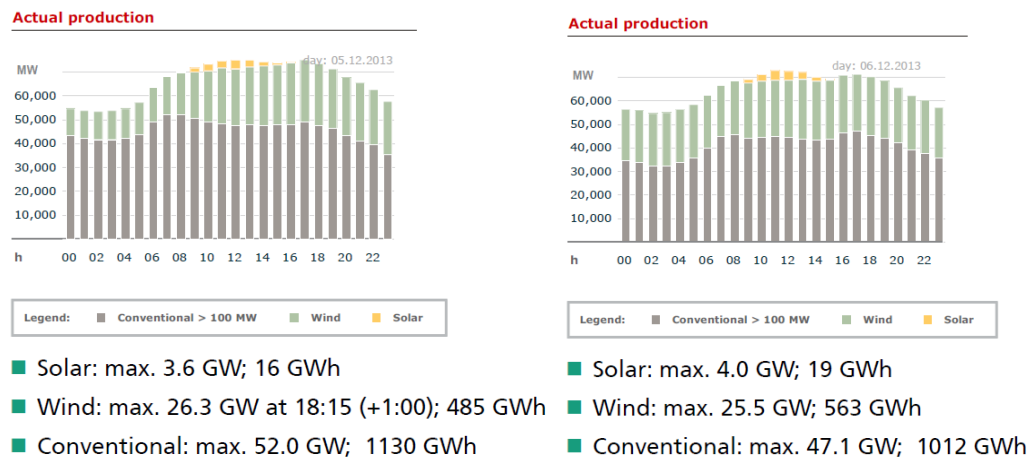 Actual production
day: 05.12.2013
MW
60,000
50,000
40,000
30,000
20,000
10,000
h 00 02 04 06 08 10 12 14 16 18 20 22
Legend: Conventional > 100 MW Wind Solar
Solar: max. 3.6 GW; 16 GWh
Wind: max. 26.3 GW at 18:15 (+1:00); 485 GWh
Conventional: max. 52.0 GW; 1130 GWh
Actual production
day: 06.12.2013
MW
60,000
50,000
40,000
30,000
20,000
10,000
h 00 02 04 06 08 10 12 14 16 18 20 22
Legend: Conventional > 100 MW Wind Solar
Solar: max. 4.0 GW; 19 GWh
Wind: max. 25.5 GW; 563 GWh
Conventional: max. 47.1 GW; 1012 GWh